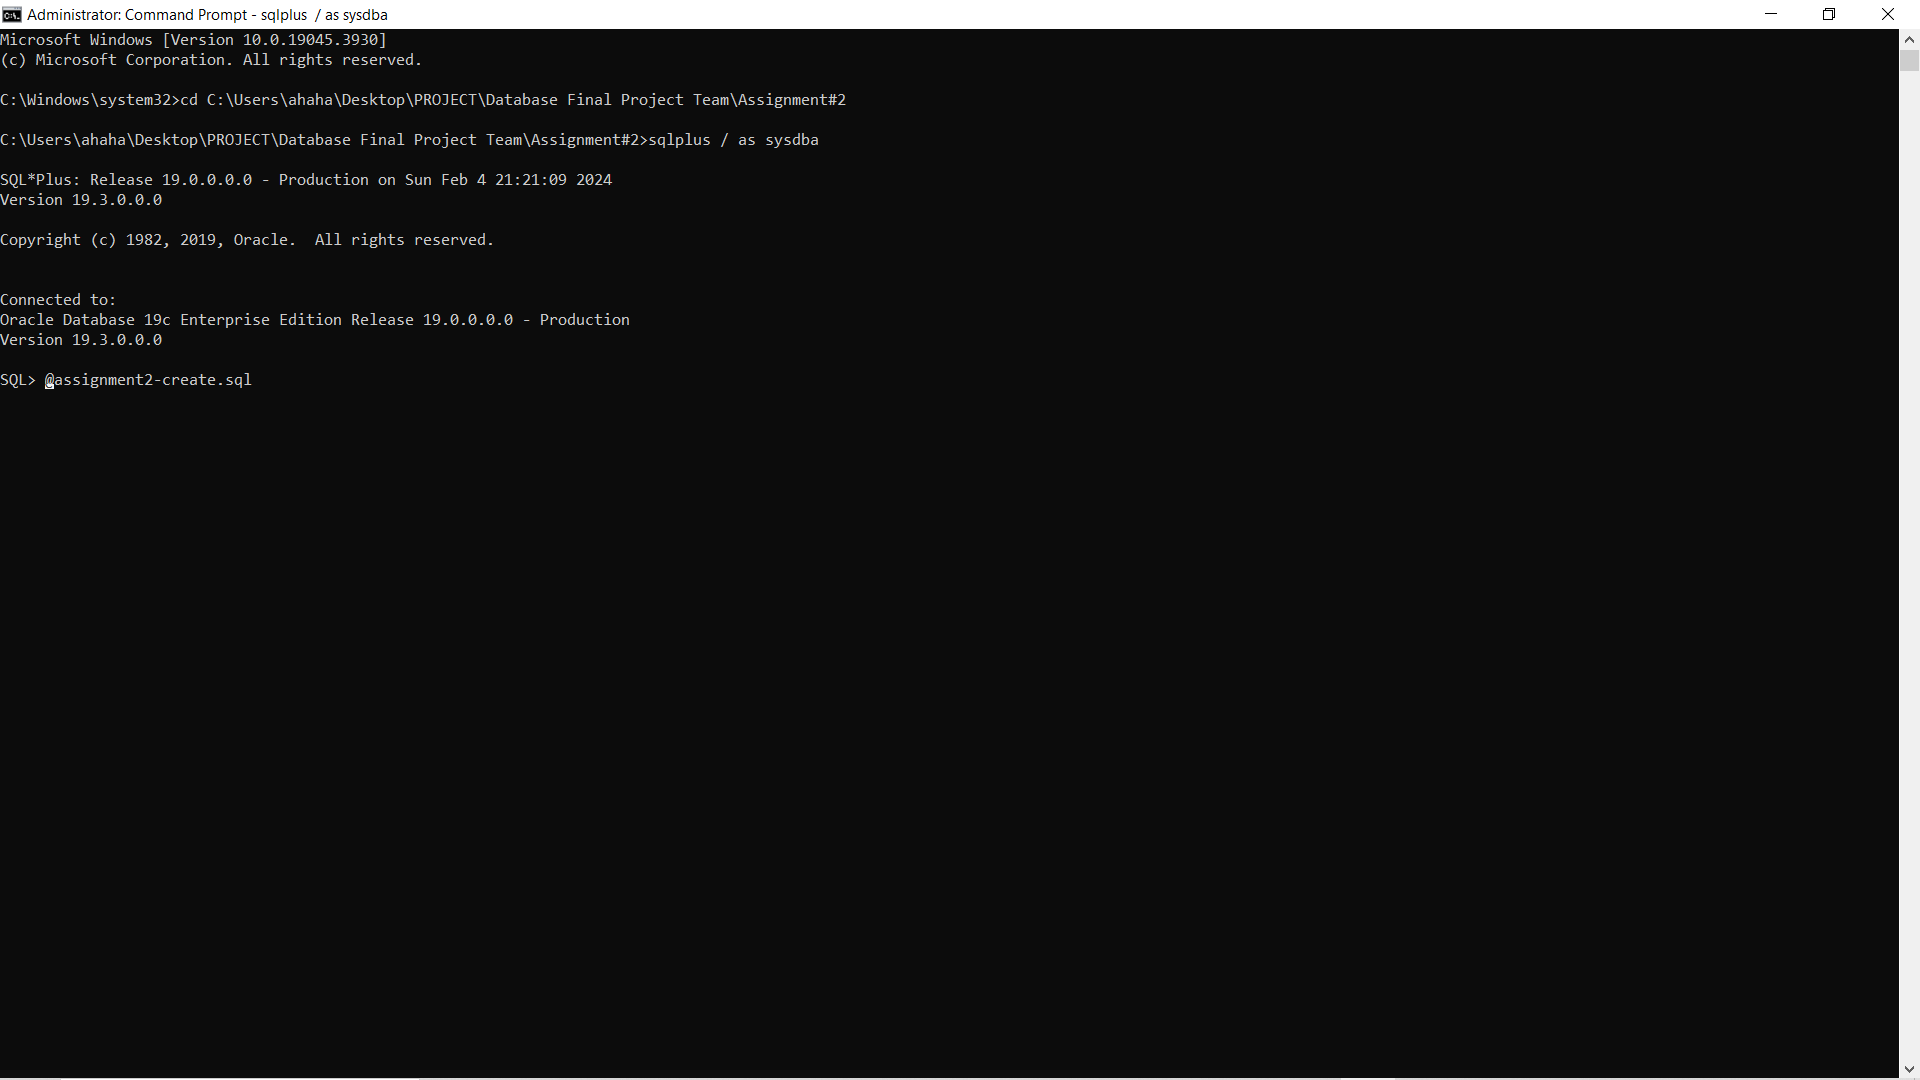 Administrator: Command Prompt - sqlplus  / as sysdba
Microsoft Windows [Version 10.0.19045.3930]
(c) Microsoft Corporation. All rights reserved.
C:\Windows\system32>cd C:\Users\ahaha\Desktop\PROJECT\Database Final Project Team\Assignment#2
C:\Users\ahaha\Desktop\PROJECT\Database Final Project Team\Assignment#2>sqlplus / as sysdba
SQL*Plus: Release 19.0.0.0.0 - Production on Sun Feb 4 21:21:09 2024
Version 19.3.0.0.0
Copyright (c) 1982, 2019, Oracle.  All rights reserved.
Connected to:
Oracle Database 19c Enterprise Edition Release 19.0.0.0.0 - Production
Version 19.3.0.0.0
SQL> @assignment2-create.sql